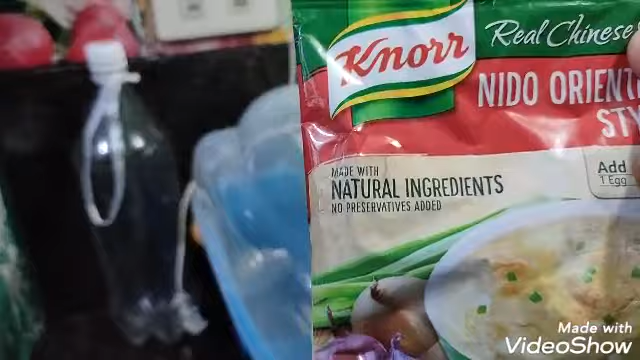 Knorr
Real Chinese
NIDO ORIENT
STY
MADE WITH
NATURAL INGREDIENTS
NO PRESERVATIVES ADDED
Add
1 Egg
Made with
VideoShow